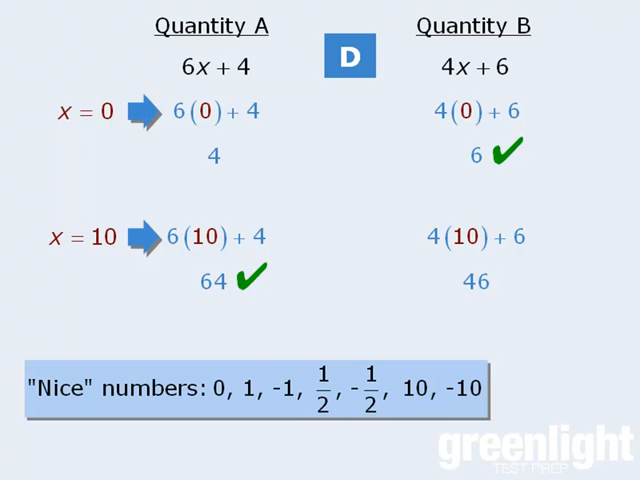 Quantity A Quantity B
D
6x + 4 4x + 6
x = 0 6(0) + 4 4(0) + 6
4 6 ✔
x = 10 6(10) + 4 4(10) + 6
64 ✔ 46
"Nice" numbers: 0, 1, -1, 1/2, -1/2, 10, -10
greenlight
TEST PREP